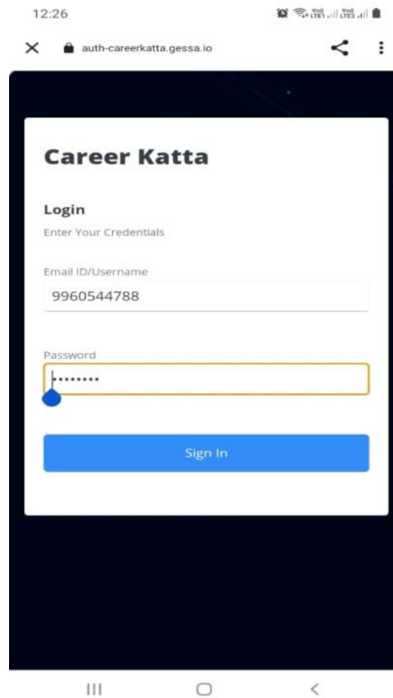 12:26
auth-careerkatta.gessa.io
Career Katta
Login
Enter Your Credentials
Email ID/Username
9960544788
Password
••••••••
Sign In